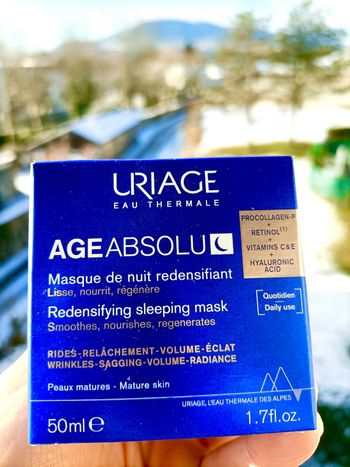 URIAGE
EAU THERMALE
AGE ABSOLU
PROCOLLAGEN-P
+
RETINOL(1)
+
VITAMINS C&E
+
HYALURONIC
ACID
Masque de nuit redensifiant
Lisse, nourrit, régénère
Redensifying sleeping mask
Smoothes, nourishes, regenerates
Quotidien
Daily use
RIDES-RELÂCHEMENT-VOLUME-ÉCLAT
WRINKLES-SAGGING-VOLUME-RADIANCE
Peaux matures - Mature skin
URIAGE, L'EAU THERMALE DES ALPES
50ml e
1.7fl.oz.